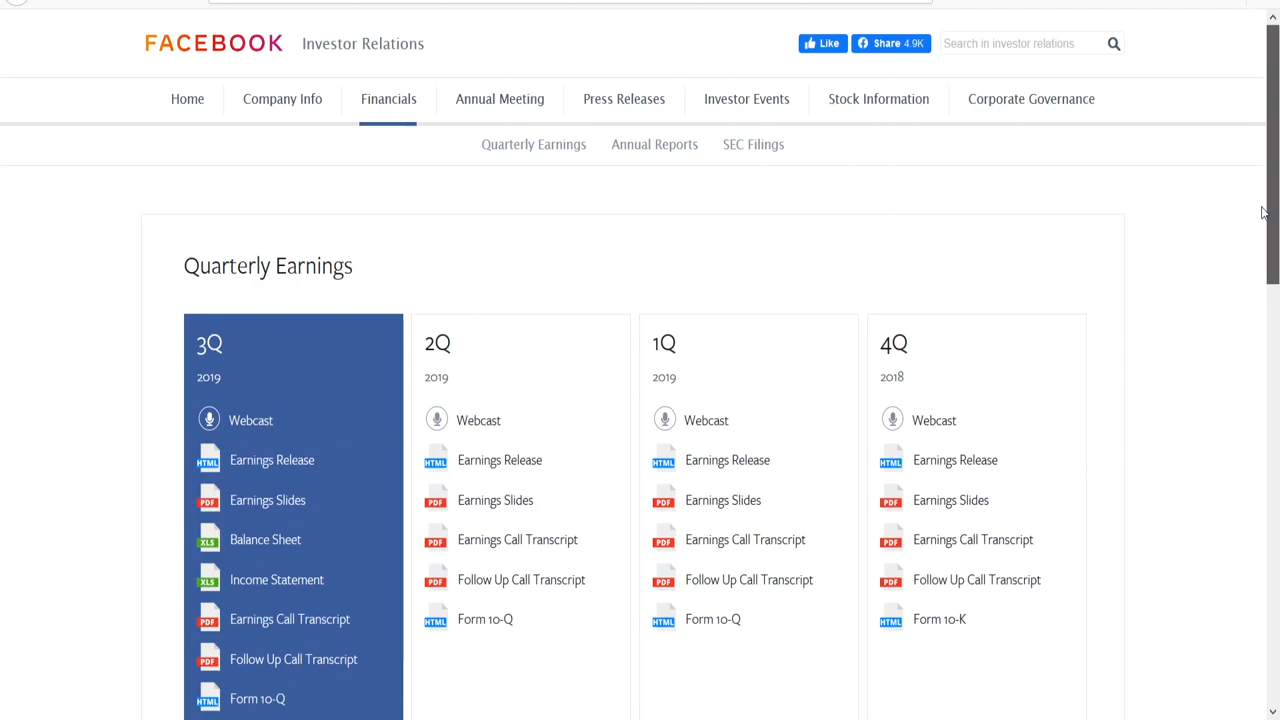 FACEBOOK Investor Relations
Like
Share 4.9K
Search in investor relations
Home
Company Info
Financials
Annual Meeting
Press Releases
Investor Events
Stock Information
Corporate Governance
Quarterly Earnings
Annual Reports
SEC Filings
Quarterly Earnings
3Q
2019
Webcast
HTML Earnings Release
PDF Earnings Slides
XLS Balance Sheet
XLS Income Statement
PDF Earnings Call Transcript
PDF Follow Up Call Transcript
HTML Form 10-Q
2Q
2019
Webcast
HTML Earnings Release
PDF Earnings Slides
PDF Earnings Call Transcript
PDF Follow Up Call Transcript
HTML Form 10-Q
1Q
2019
Webcast
HTML Earnings Release
PDF Earnings Slides
PDF Earnings Call Transcript
PDF Follow Up Call Transcript
HTML Form 10-Q
4Q
2018
Webcast
HTML Earnings Release
PDF Earnings Slides
PDF Earnings Call Transcript
PDF Follow Up Call Transcript
HTML Form 10-K